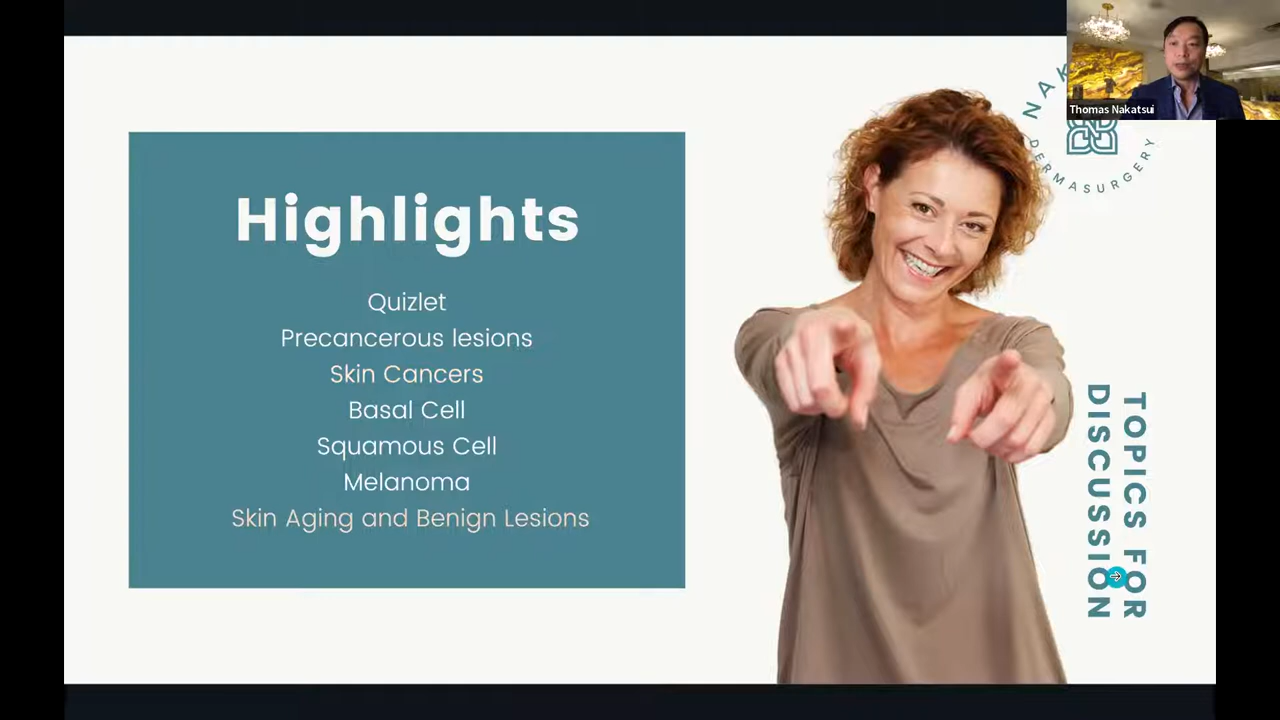 Highlights
Quizlet
Precancerous lesions
Skin Cancers
Basal Cell
Squamous Cell
Melanoma
Skin Aging and Benign Lesions
DERMASURGERY
Thomas Nakatsui
TOPICS FOR
DISCUSSION